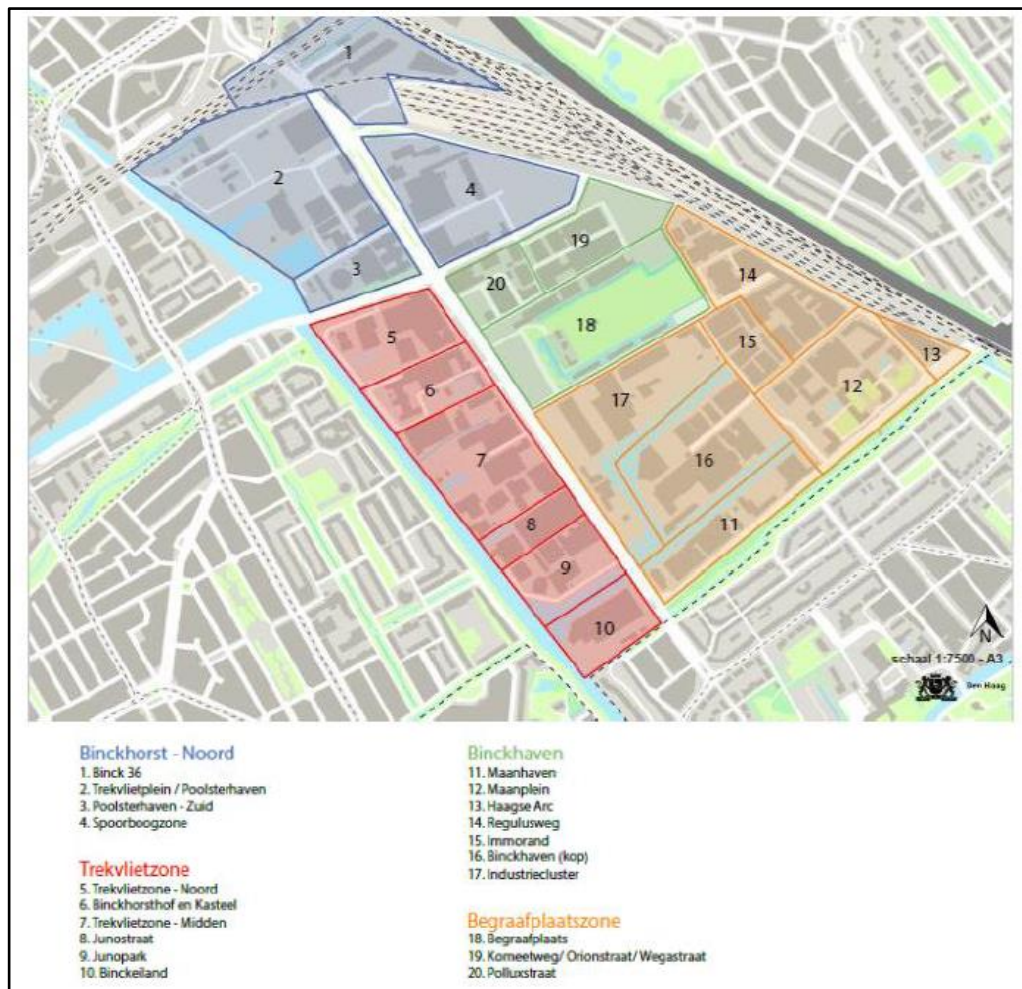 1
2
4
3
19
20
14
18
5
15
13
6
12
17
7
16
8
11
9
10
N
schaal 1:7500 - A3
Den Haag
Binckhorst - Noord
1. Binck 36
2. Trekvlietplein / Poolsterhaven
3. Poolsterhaven - Zuid
4. Spoorboogzone
Trekvlietzone
5. Trekvlietzone - Noord
6. Binckhorsthof en Kasteel
7. Trekvlietzone - Midden
8. Junostraat
9. Junopark
10. Binckeiland
Binckhaven
11. Maanhaven
12. Maanplein
13. Haagse Arc
14. Regulusweg
15. Immorand
16. Binckhaven (kop)
17. Industriecluster
Begraafplaatszone
18. Begraafplaats
19. Komeetweg/ Orionstraat/ Wegastraat
20. Polluxstraat